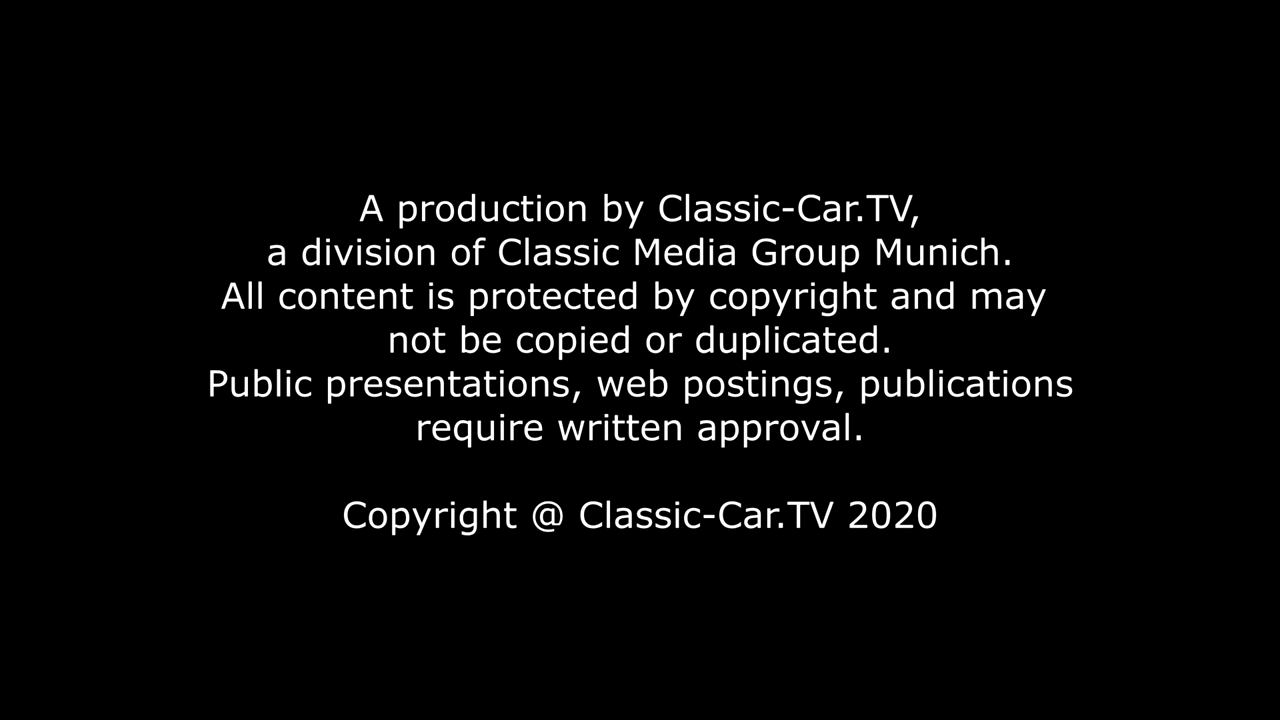 A production by Classic-Car.TV,
a division of Classic Media Group Munich.
All content is protected by copyright and may
not be copied or duplicated.
Public presentations, web postings, publications
require written approval.
Copyright @ Classic-Car.TV 2020